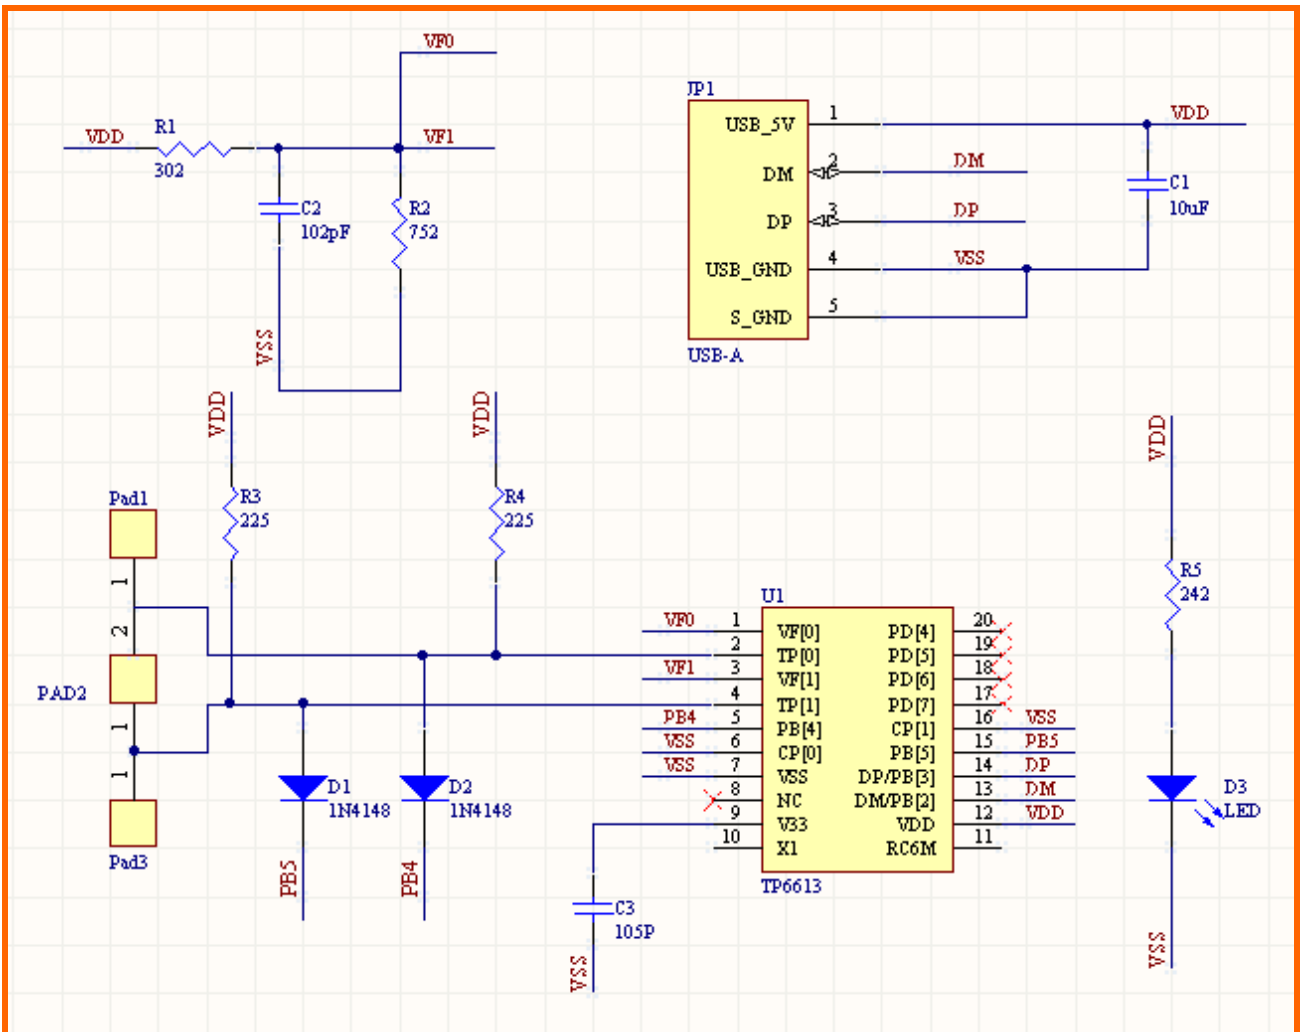 VF0
VDD
R1
302
VF1
C2
102pF
R2
752
VSS
JP1
USB_5V
1
VDD
DM
2
DM
DP
3
DP
USB_GND
4
VSS
S_GND
5
USB-A
C1
10uF
VDD
R3
225
VDD
R4
225
Pad1
1
2
PAD2
1
1
Pad3
D1
1N4148
PB5
D2
1N4148
PB4
U1
VF0
1
VF[0]
PD[4]
20
2
TP[0]
PD[5]
19
VF1
3
VF[1]
PD[6]
18
4
TP[1]
PD[7]
17
PB4
5
PB[4]
CP[1]
16
VSS
VSS
6
CP[0]
PB[5]
15
PB5
VSS
7
VSS
DP/PB[3]
14
DP
8
NC
DM/PB[2]
13
DM
9
V33
VDD
12
VDD
10
X1
RC6M
11
TP6613
C3
105P
VSS
VDD
R5
242
D3
LED
VSS